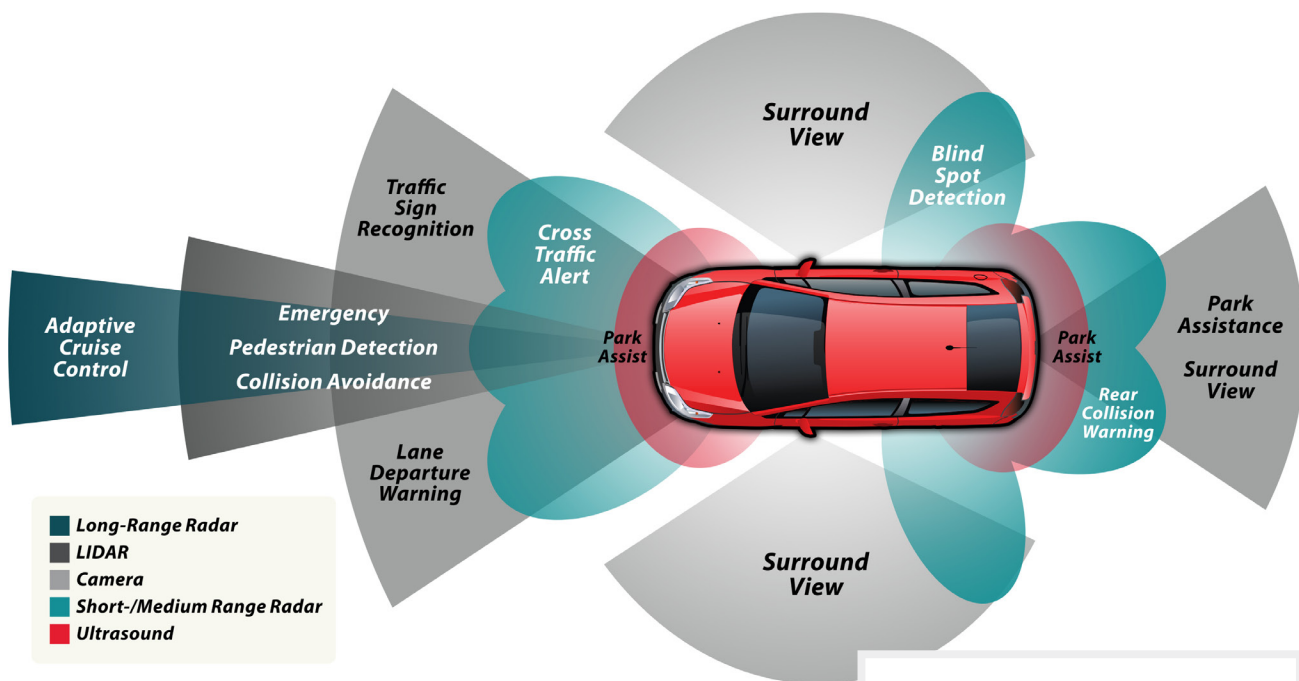 Surround
View
Blind
Spot
Detection
Traffic
Sign
Recognition
Cross
Traffic
Alert
Adaptive
Cruise
Control
Emergency
Pedestrian Detection
Collision Avoidance
Park
Assist
Park
Assist
Park
Assistance
Surround
View
Rear
Collision
Warning
Lane
Departure
Warning
Surround
View
Long-Range Radar
LIDAR
Camera
Short-/Medium Range Radar
Ultrasound